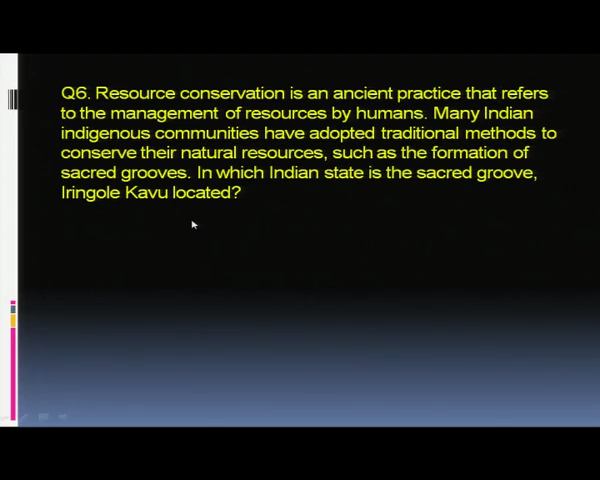 Q6. Resource conservation is an ancient practice that refers
to the management of resources by humans. Many Indian
indigenous communities have adopted traditional methods to
conserve their natural resources, such as the formation of
sacred grooves. In which Indian state is the sacred groove,
Iringole Kavu located?